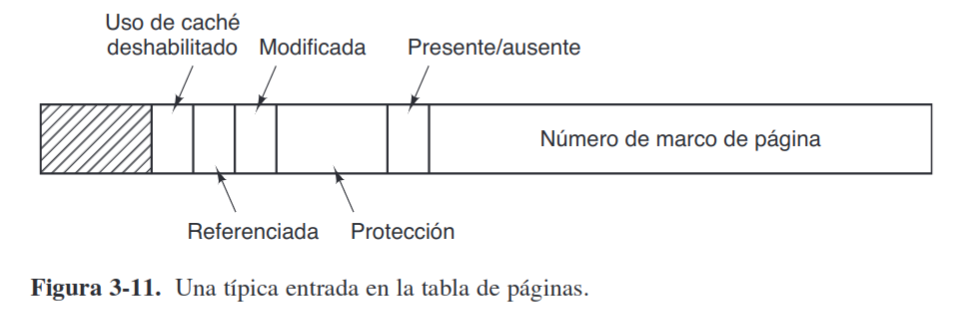 Uso de caché
deshabilitado
Modificada
Presente/ausente
Número de marco de página
Referenciada
Protección
Figura 3-11. Una típica entrada en la tabla de páginas.